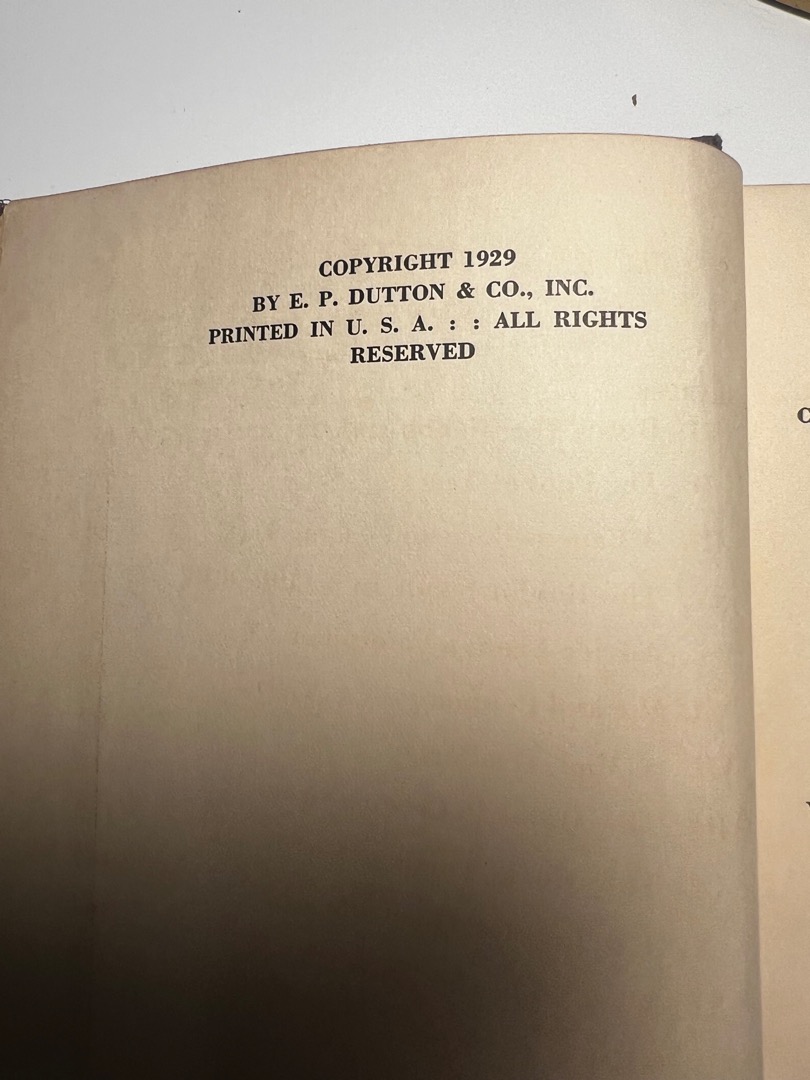 COPYRIGHT 1929
BY E. P. DUTTON & CO., INC.
PRINTED IN U. S. A. : : ALL RIGHTS
RESERVED